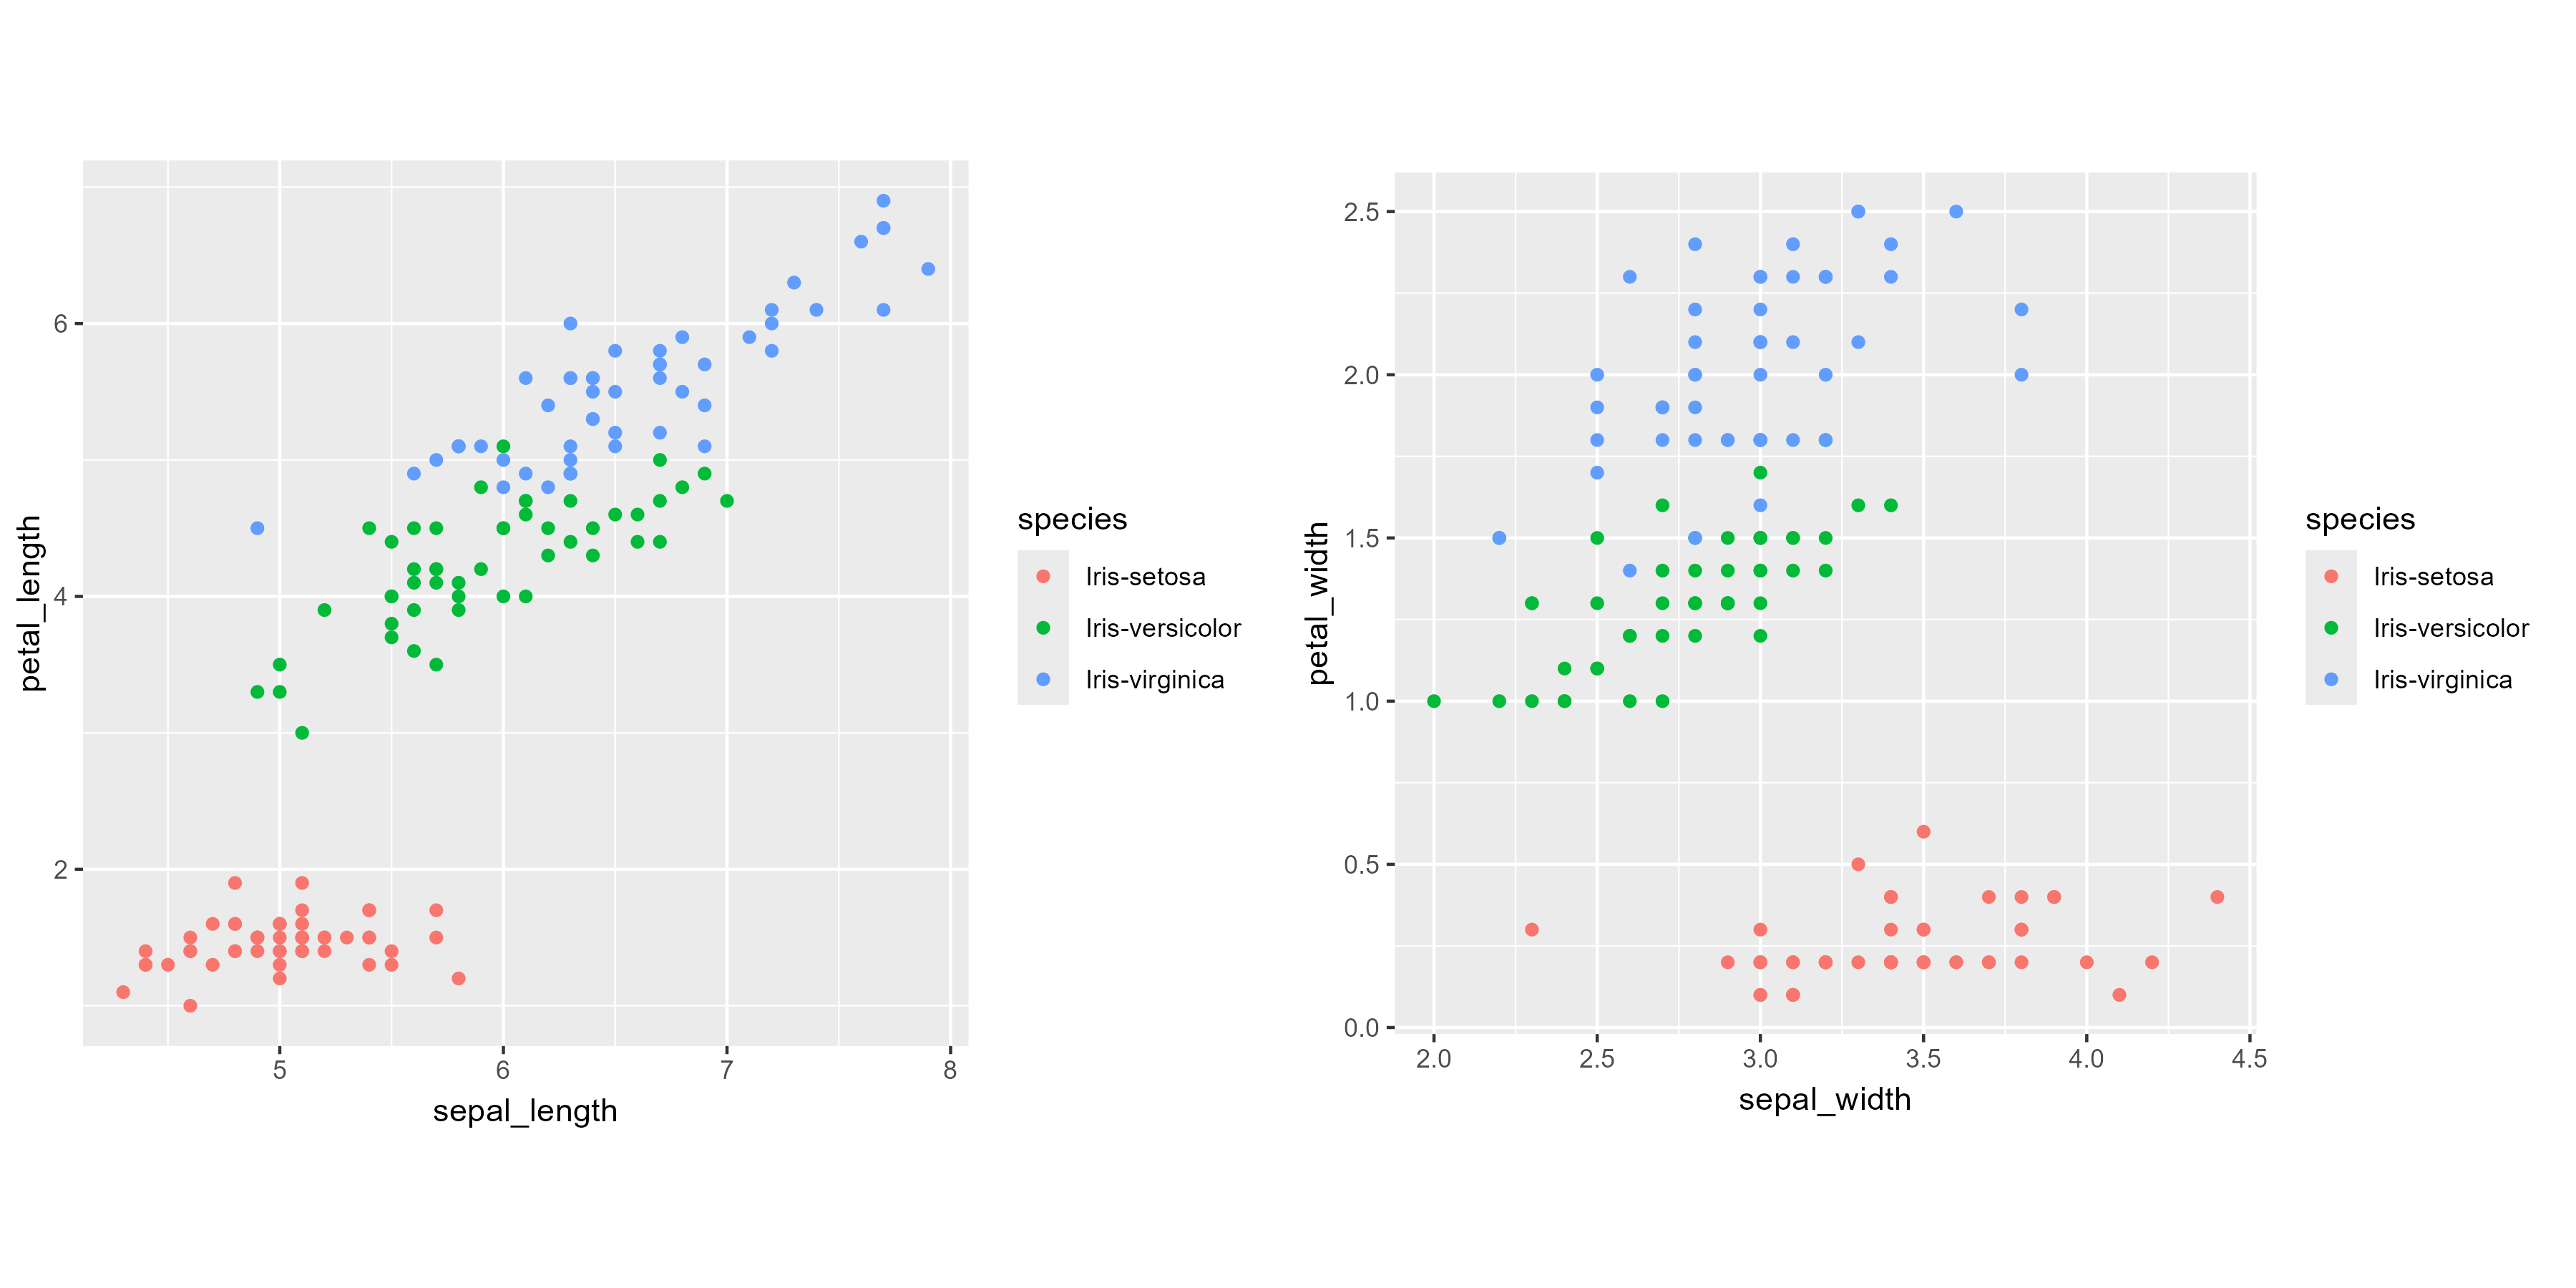 petal_length
6
4
2
5 6 7 8
sepal_length
species
Iris-setosa
Iris-versicolor
Iris-virginica
petal_width
2.5
2.0
1.5
1.0
0.5
0.0
2.0 2.5 3.0 3.5 4.0 4.5
sepal_width
species
Iris-setosa
Iris-versicolor
Iris-virginica